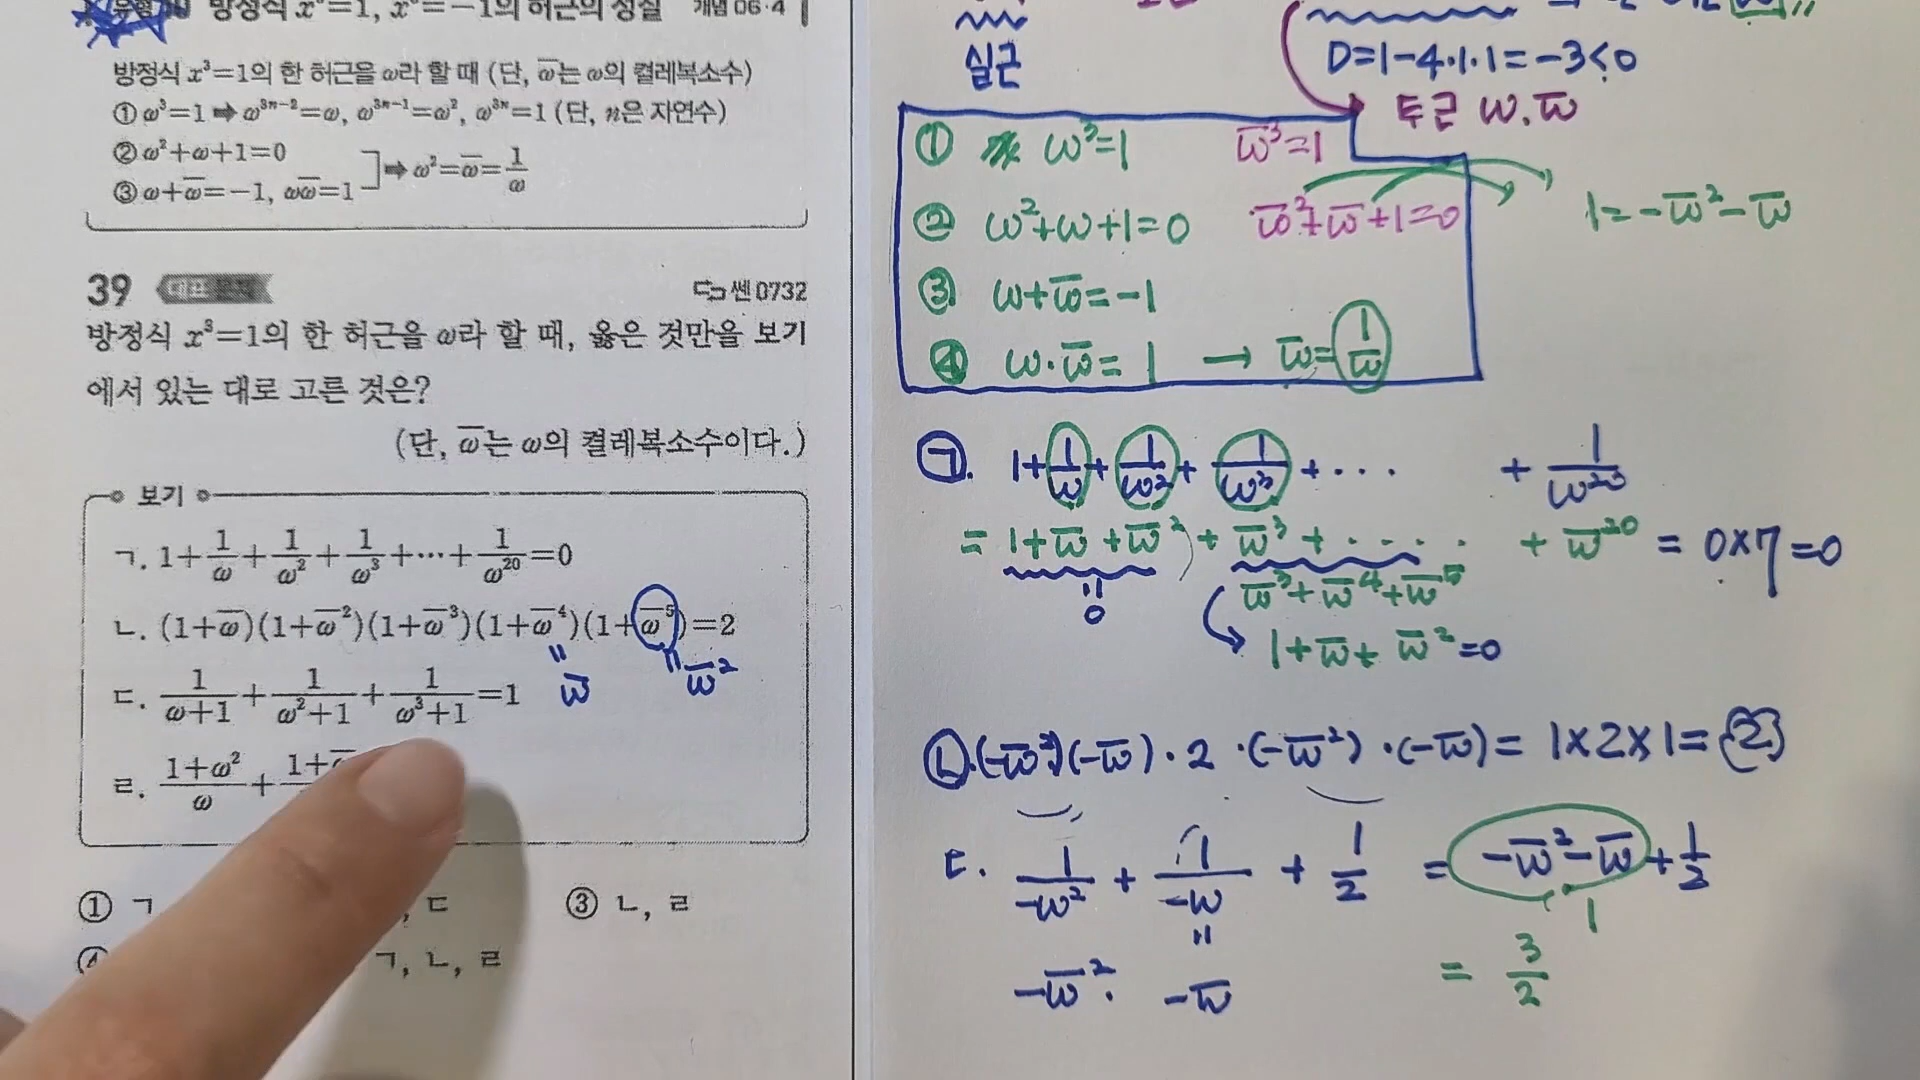 방정식 x³=1, x³=-1의 허근의 성질 개념 06·4
방정식 x³=1의 한 허근을 ω라 할 때 (단, ω̅는 ω의 켤레복소수)
① ω³=1 ➡ ω³ⁿ⁻²=ω, ω³ⁿ⁻¹=ω², ω³ⁿ=1 (단, n은 자연수)
② ω²+ω+1=0
③ ω+ω̅=-1, ωω̅=1 ➡ ω²=ω̅=1/ω
39 대표 문제 쎈 0732
방정식 x³=1의 한 허근을 ω라 할 때, 옳은 것만을 보기
에서 있는 대로 고른 것은?
(단, ω̅는 ω의 켤레복소수이다.)
보기
ㄱ. 1+1/ω+1/ω²+1/ω³+⋯+1/ω²⁰=0
ㄴ. (1+ω̅)(1+ω̅²)(1+ω̅³)(1+ω̅⁴)(1+ω̅⁵)=2
= ω̅ = ω̅²
ㄷ. 1/(ω+1)+1/(ω²+1)+1/(ω³+1)=1
ㄹ. (1+ω²)/ω+
① ㄱ , ㄷ ③ ㄴ, ㄹ
④ ㄱ, ㄴ, ㄹ
실근
D=1-4·1·1=-3<0
두근 ω, ω̅
① ω³=1 ω̅³=1
② ω²+ω+1=0 ω̅²+ω̅+1=0 1=-ω̅²-ω̅
③ ω+ω̅=-1
④ ω·ω̅=1 → ω̅=1/ω
ㄱ. 1+1/ω+1/ω²+1/ω³+··· +1/ω²⁰
=1+ω̅+ω̅²+ω̅³+···· +ω̅²⁰=0×7=0
=0 ω̅³+ω̅⁴+ω̅⁵
1+ω̅+ω̅²=0
ㄴ. (-ω̅²)(-ω̅)·2·(-ω̅²)·(-ω̅)=1×2×1=2
ㄷ. 1/-ω²+1/-ω+1/2 =-ω̅²-ω̅+1/2
= 1
-ω̅². -ω̅ = 3/2